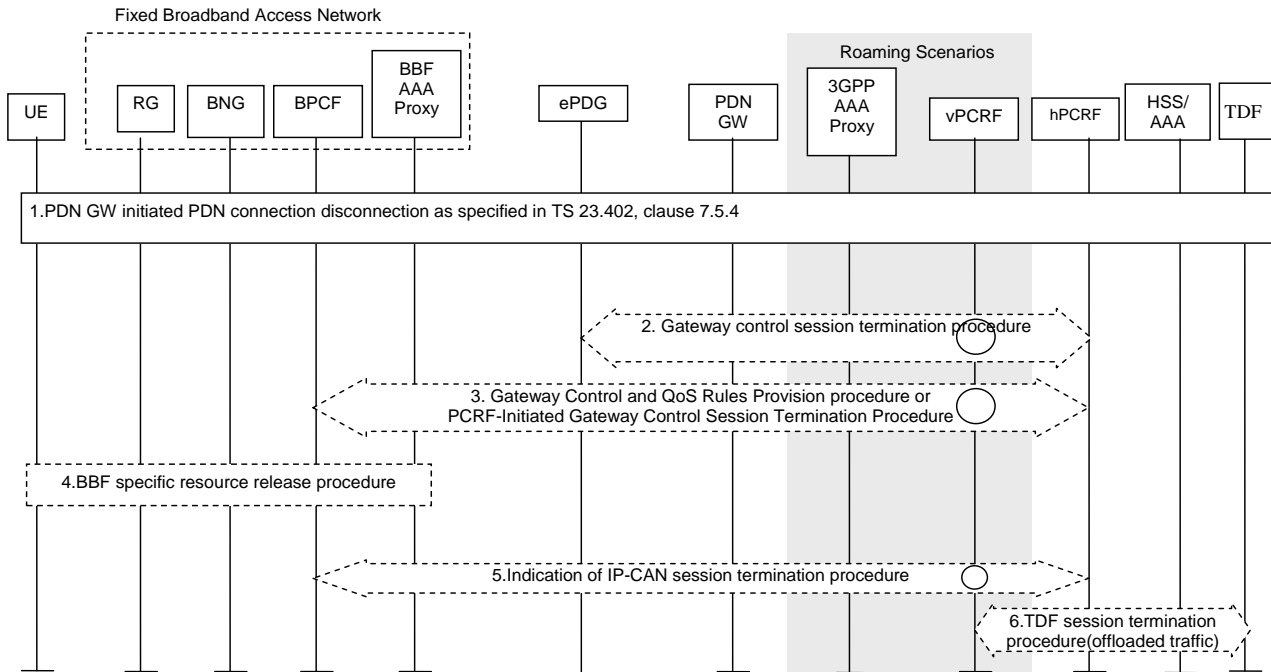 Fixed Broadband Access Network
Roaming Scenarios
UE
RG
BNG
BPCF
BBF
AAA
Proxy
ePDG
PDN
GW
3GPP
AAA
Proxy
vPCRF
hPCRF
HSS/
AAA
TDF
1.PDN GW initiated PDN connection disconnection as specified in TS 23.402, clause 7.5.4
2. Gateway control session termination procedure
3. Gateway Control and QoS Rules Provision procedure or
PCRF-Initiated Gateway Control Session Termination Procedure
4.BBF specific resource release procedure
5.Indication of IP-CAN session termination procedure
6.TDF session termination
procedure(offloaded traffic)